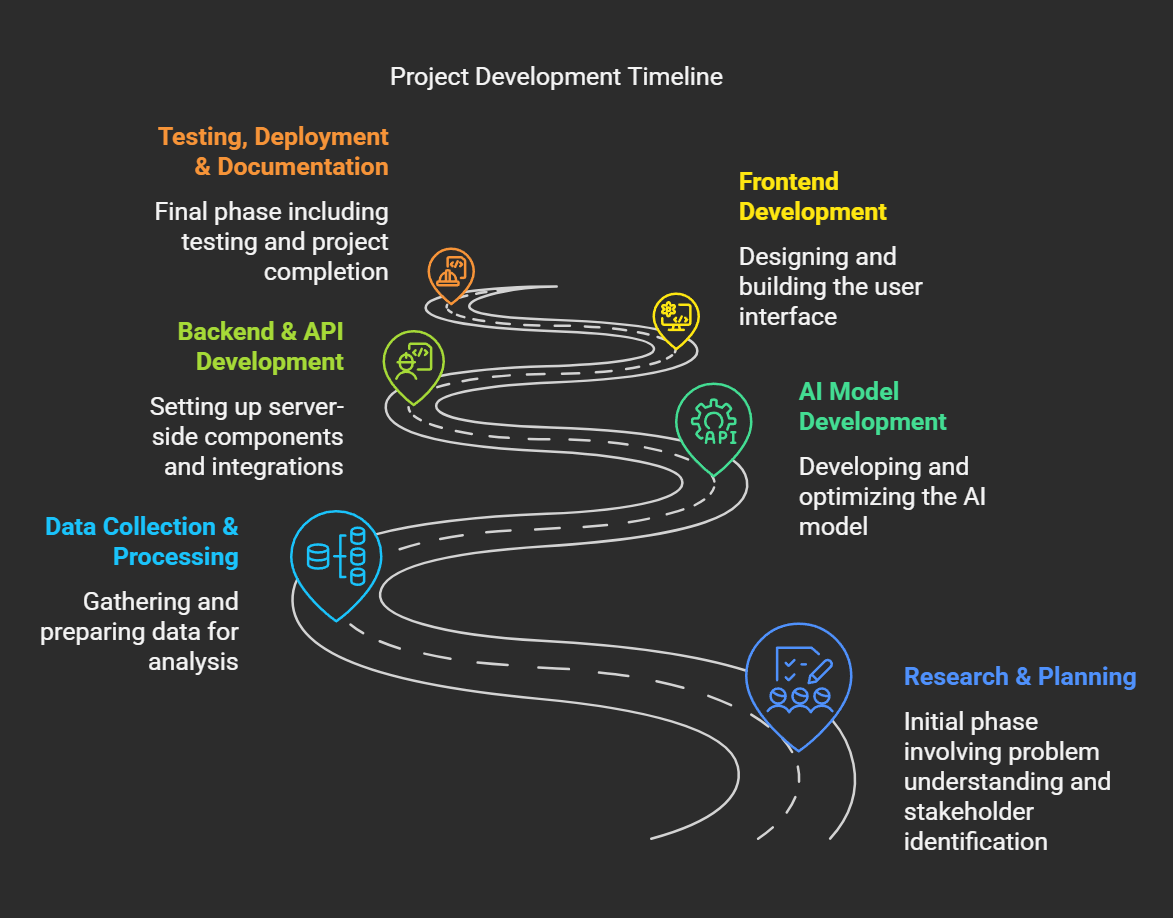 Project Development Timeline
Testing, Deployment
& Documentation
Final phase including
testing and project
completion
Frontend
Development
Designing and
building the user
interface
Backend & API
Development
Setting up server-
side components
and integrations
AI Model
Development
Developing and
optimizing the AI
model
API
Data Collection &
Processing
Gathering and
preparing data for
analysis
Research & Planning
Initial phase
involving problem
understanding and
stakeholder
identification